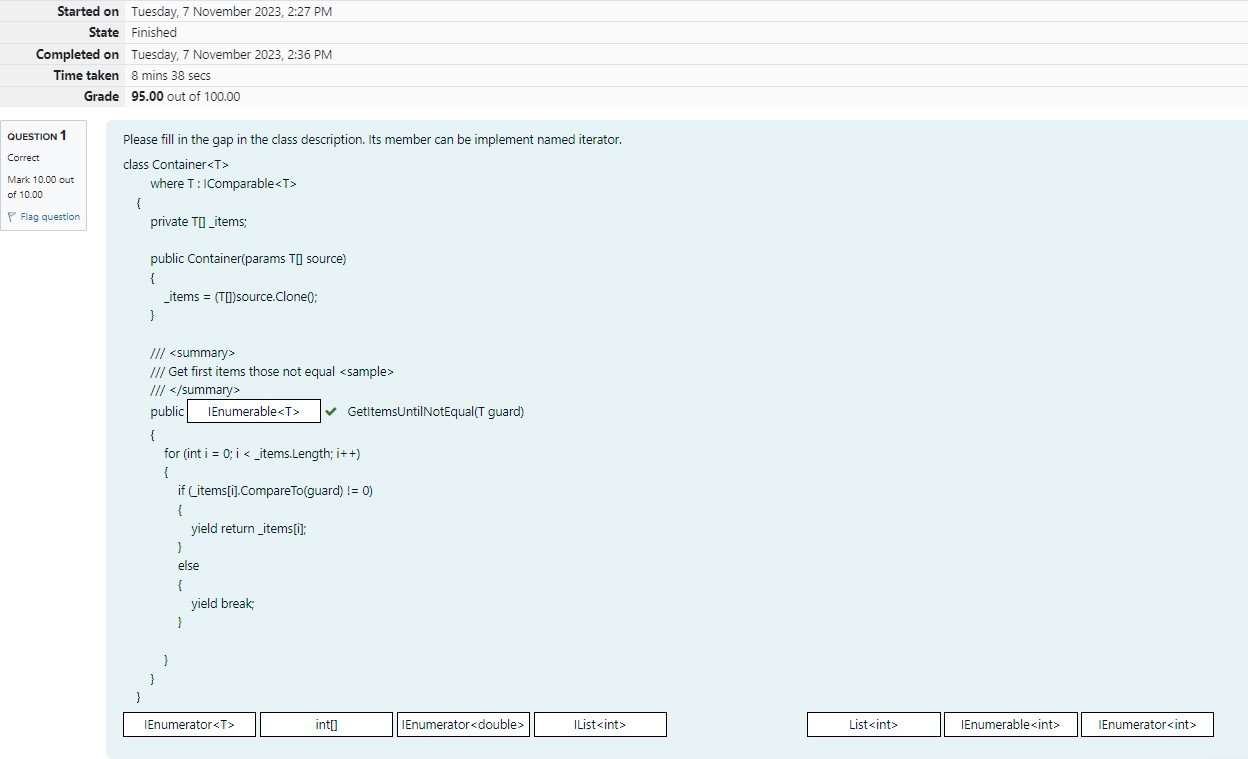 Started on Tuesday, 7 November 2023, 2:27 PM
State Finished
Completed on Tuesday, 7 November 2023, 2:36 PM
Time taken 8 mins 38 secs
Grade 95.00 out of 100.00
QUESTION 1
Correct
Mark 10.00 out
of 10.00
Flag question
Please fill in the gap in the class description. Its member can be implement named iterator.
class Container<T>
where T : IComparable<T>
{
private T[] _items;
public Container(params T[] source)
{
_items = (T[])source.Clone();
}
/// <summary>
/// Get first items those not equal <sample>
/// </summary>
public IEnumerable<T> GetItemsUntilNotEqual(T guard)
{
for (int i = 0; i < _items.Length; i++)
{
if (_items[i].CompareTo(guard) != 0)
{
yield return _items[i];
}
else
{
yield break;
}
}
}
}
IEnumerator<T> int[] IEnumerator<double> IList<int> List<int> IEnumerable<int> IEnumerator<int>